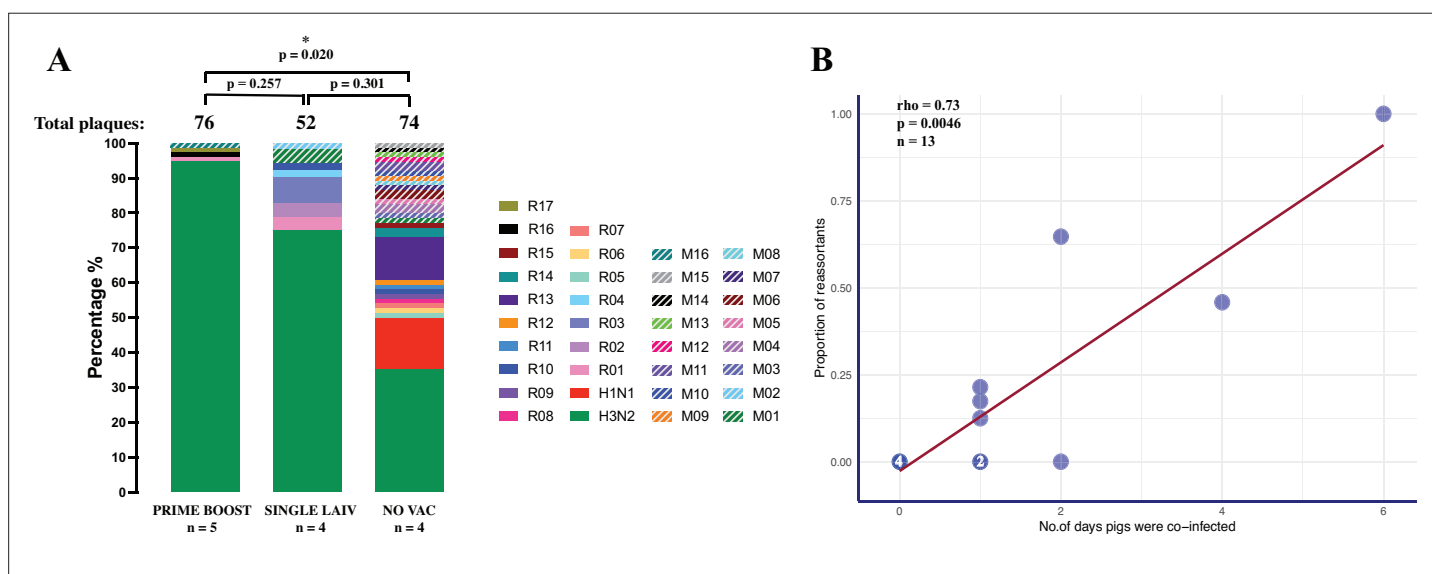 A
*
p = 0.020
p = 0.257
p = 0.301
Total plaques:
76
52
74
Percentage %
100
90
80
70
60
50
40
30
20
10
0
PRIME BOOST
n = 5
SINGLE LAIV
n = 4
NO VAC
n = 4
R17
R16
R15
R14
R13
R12
R11
R10
R09
R08
R07
R06
R05
R04
R03
R02
R01
H1N1
H3N2
M16
M15
M14
M13
M12
M11
M10
M09
M08
M07
M06
M05
M04
M03
M02
M01
B
rho = 0.73
p = 0.0046
n = 13
Proportion of reassortants
1.00
0.75
0.50
0.25
0.00
4
2
0
2
4
6
No.of days pigs were co-infected